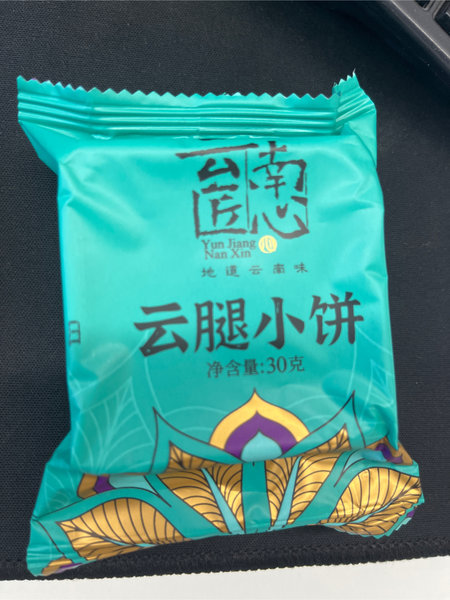 云匠
南心
Yun Jiang
Nan Xin
地道云南味
云腿小饼
净含量:30克